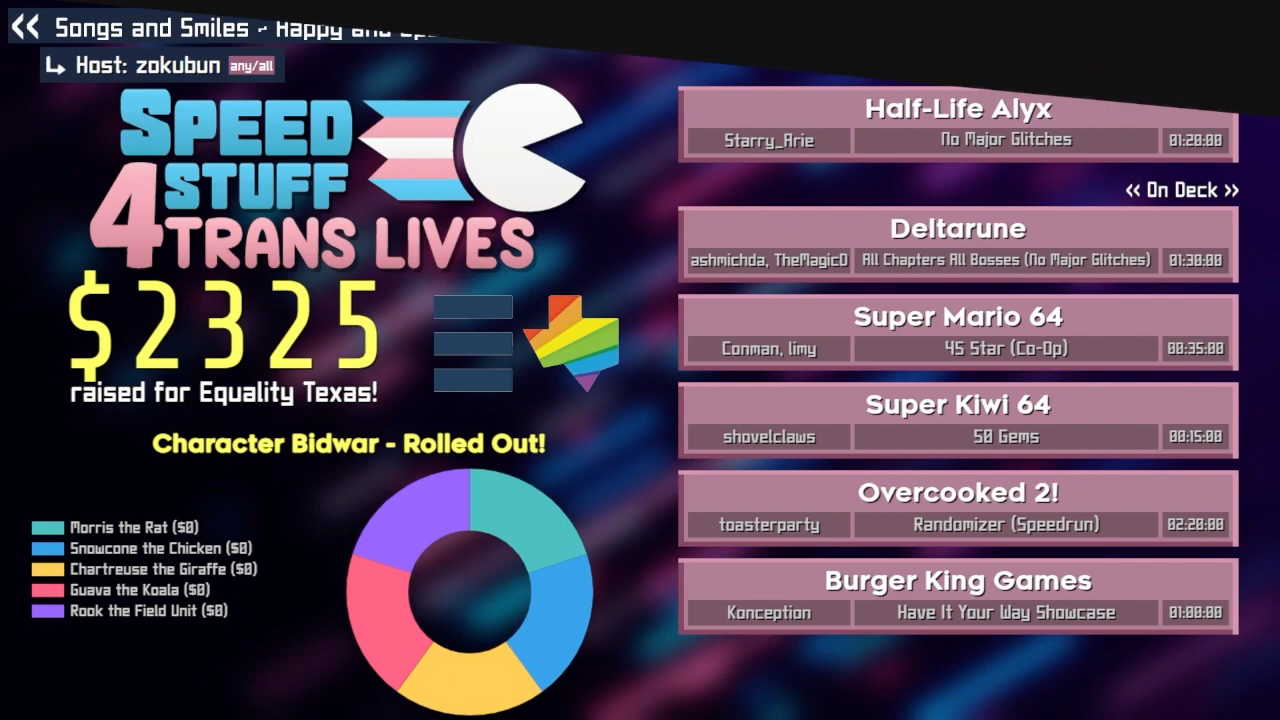 Songs and Smiles - Happy and
Host: zokubun any/all
SPEED
STUFF
4 TRANS LIVES
$2325
raised for Equality Texas!
Character Bidwar - Rolled Out!
Morris the Rat ($0)
Snowcone the Chicken ($0)
Chartreuse the Giraffe ($0)
Guava the Koala ($0)
Rook the Field Unit ($0)
Half-Life Alyx
Starry_Arie No Major Glitches 01:20:00
<< On Deck >>
Deltarune
ashmichda, TheMagicD All Chapters All Bosses (No Major Glitches) 01:30:00
Super Mario 64
Conman, limy 45 Star (Co-Op) 00:35:00
Super Kiwi 64
shovelclaws 50 Gems 00:15:00
Overcooked 2!
toasterparty Randomizer (Speedrun) 02:20:00
Burger King Games
Konception Have It Your Way Showcase 01:00:00